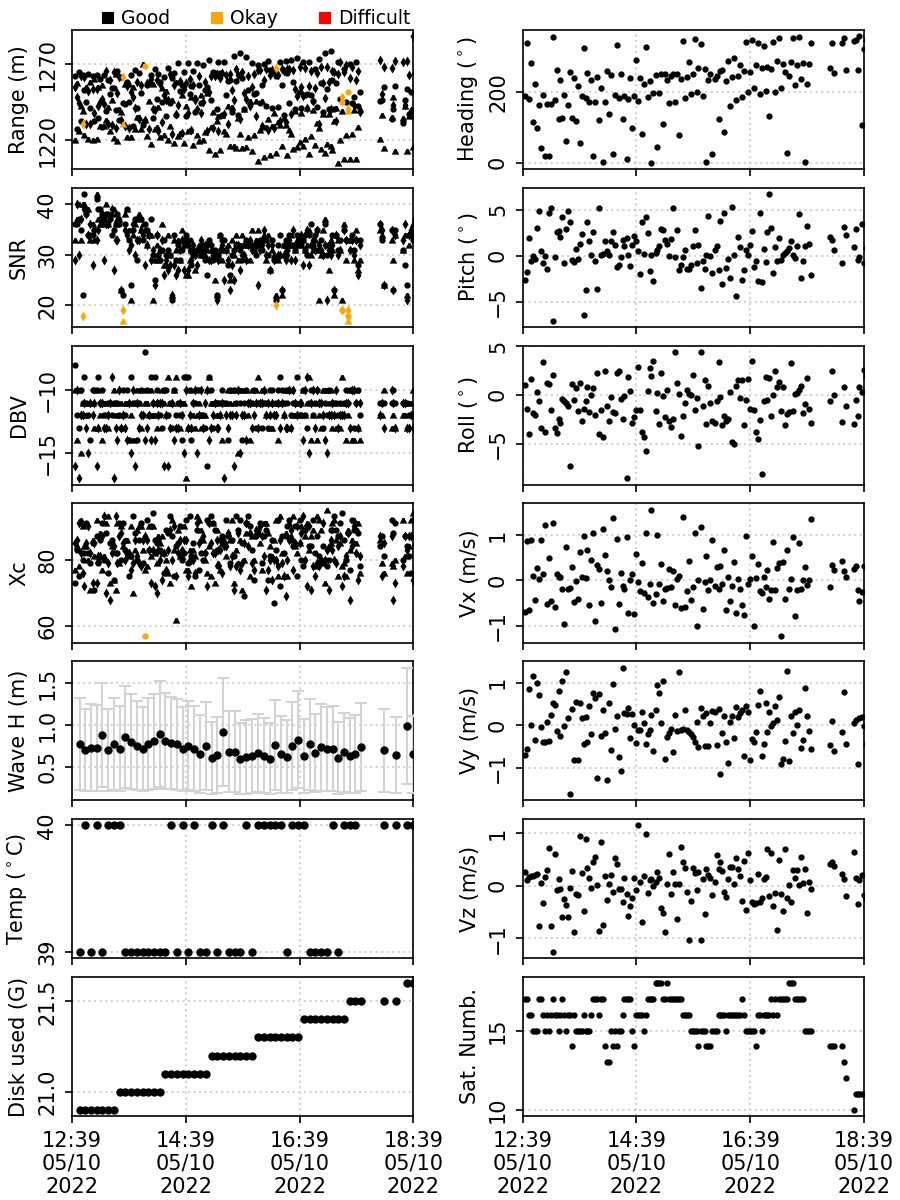 Good Okay Difficult
Range (m)
1270
1220
Heading (°)
200
0
SNR
40
30
20
Pitch (°)
5
0
−5
DBV
−10
−15
Roll (°)
5
0
−5
Xc
80
60
Vx (m/s)
1
0
−1
Wave H (m)
1.5
1.0
0.5
Vy (m/s)
1
0
−1
Temp (°C)
40
39
Vz (m/s)
1
0
−1
Disk used (G)
21.5
21.0
Sat. Numb.
15
10
12:39 14:39 16:39 18:39 12:39 14:39 16:39 18:39
05/10 05/10 05/10 05/10 05/10 05/10 05/10 05/10
2022 2022 2022 2022 2022 2022 2022 2022